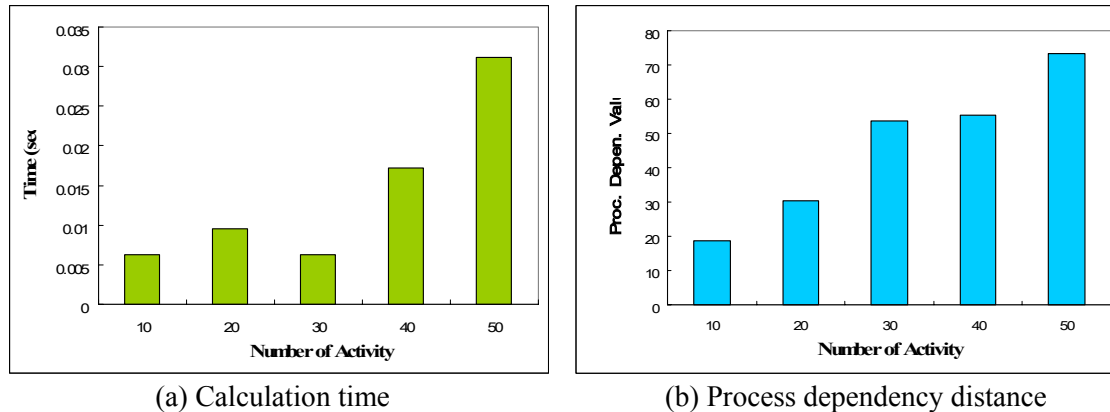 0.035
0.03
0.025
0.02
0.015
0.01
0.005
0
Time (sec
10 20 30 40 50
Number of Activity
(a) Calculation time
80
70
60
50
40
30
20
10
0
Proc. Depen. Valu
10 20 30 40 50
Number of Activity
(b) Process dependency distance